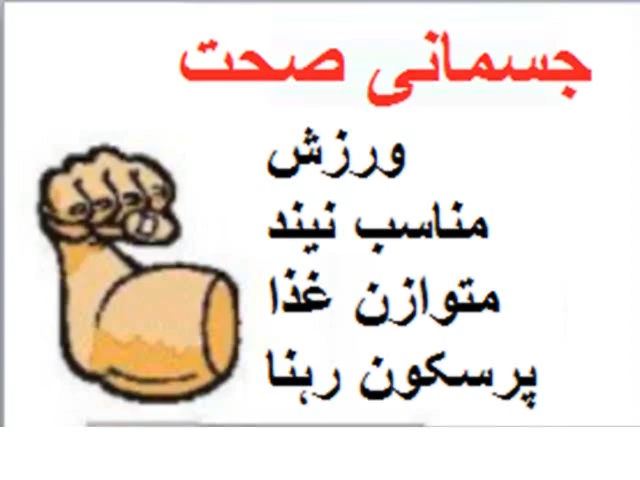 جسمانی صحت
ورزش
مناسب نیند
متوازن غذا
پرسکون رہنا